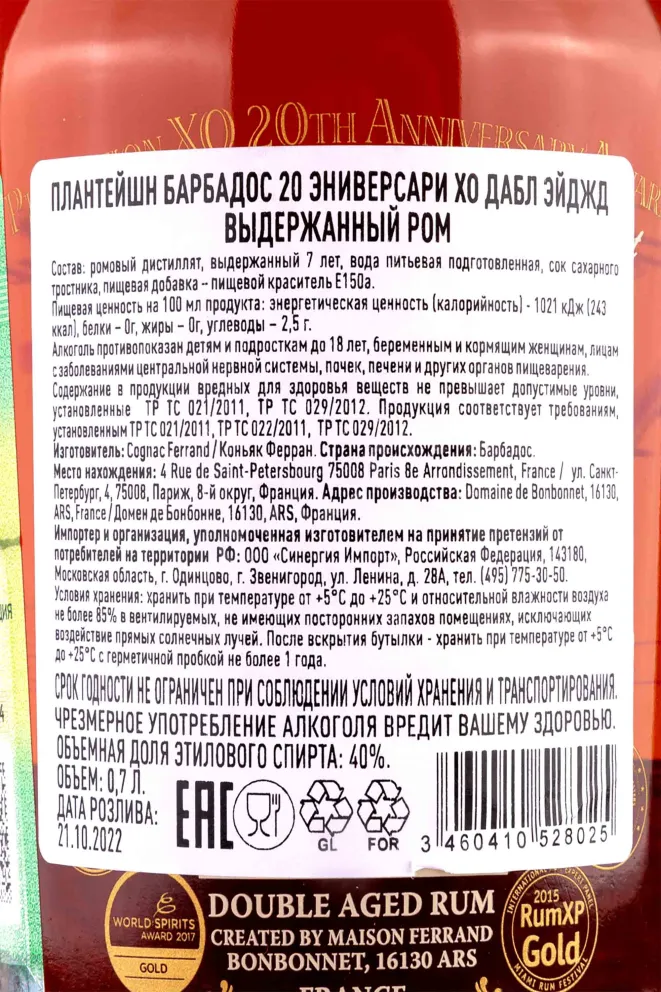 XO 20TH ANNIVERSARY
ПЛАНТЕЙШН БАРБАДОС 20 ЭНИВЕРСАРИ ХО ДАБЛ ЭЙДЖД
ВЫДЕРЖАННЫЙ РОМ
Состав: ромовый дистиллят, выдержанный 7 лет, вода питьевая подготовленная, сок сахарного
тростника, пищевая добавка – пищевой краситель Е150а.
Пищевая ценность на 100 мл продукта: энергетическая ценность (калорийность) - 1021 кДж (243
ккал), белки – 0г, жиры – 0г, углеводы – 2,5 г.
Алкоголь противопоказан детям и подросткам до 18 лет, беременным и кормящим женщинам, лицам
с заболеваниями центральной нервной системы, почек, печени и других органов пищеварения.
Содержание в продукции вредных для здоровья веществ не превышает допустимые уровни,
установленные ТР ТС 021/2011, ТР ТС 029/2012. Продукция соответствует требованиям,
установленным ТР ТС 021/2011, ТР ТС 022/2011, ТР ТС 029/2012.
Изготовитель: Cognac Ferrand / Коньяк Ферран. Страна происхождения: Барбадос.
Место нахождения: 4 Rue de Saint-Petersbourg 75008 Paris 8e Arrondissement, France / ул. Санкт-
Петербург, 4, 75008, Париж, 8-й округ, Франция. Адрес производства: Domaine de Bonbonnet, 16130,
ARS, France / Домен де Бонбонне, 16130, ARS, Франция.
Импортер и организация, уполномоченная изготовителем на принятие претензий от
потребителей на территории РФ: ООО «Синергия Импорт», Российская Федерация, 143180,
Московская область, г. Одинцово, г. Звенигород, ул. Ленина, д. 28А, тел. (495) 775-30-50.
Условия хранения: хранить при температуре от +5°С до +25°С и относительной влажности воздуха
не более 85% в вентилируемых, не имеющих посторонних запахов помещениях, исключающих
воздействие прямых солнечных лучей. После вскрытия бутылки - хранить при температуре от +5°С
до +25°С с герметичной пробкой не более 1 года.
СРОК ГОДНОСТИ НЕ ОГРАНИЧЕН ПРИ СОБЛЮДЕНИИ УСЛОВИЙ ХРАНЕНИЯ И ТРАНСПОРТИРОВАНИЯ.
ЧРЕЗМЕРНОЕ УПОТРЕБЛЕНИЕ АЛКОГОЛЯ ВРЕДИТ ВАШЕМУ ЗДОРОВЬЮ.
ОБЪЕМНАЯ ДОЛЯ ЭТИЛОВОГО СПИРТА: 40%.
ОБЪЕМ: 0,7 Л.
ДАТА РОЗЛИВА:
21.10.2022
EAC
GL
FOR
3 460410 528025
WORLD SPIRITS
AWARD 2017
GOLD
DOUBLE AGED RUM
CREATED BY MAISON FERRAND
BONBONNET, 16130 ARS
FRANCE
2015
RumXP
Gold
MIAMI RUM FESTIVAL